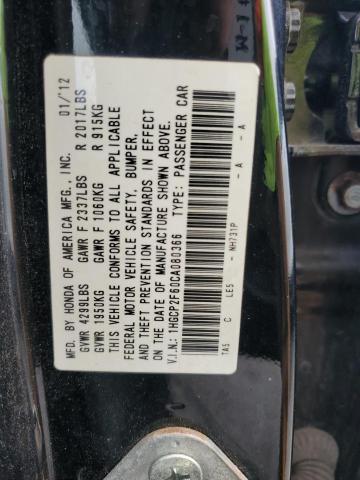 MFD. BY HONDA OF AMERICA MFG., INC. 01/'12
GVWR 4299LBS GAWR F 2337LBS R 2017LBS
GVWR 1950KG GAWR F 1060KG R 915KG
THIS VEHICLE CONFORMS TO ALL APPLICABLE
FEDERAL MOTOR VEHICLE SAFETY, BUMPER,
AND THEFT PREVENTION STANDARDS IN EFFECT
ON THE DATE OF MANUFACTURE SHOWN ABOVE.
V.I.N.: 1HGCP2F60CA080366 TYPE: PASSENGER CAR
TA5 C LE5 - NH731P - A - A